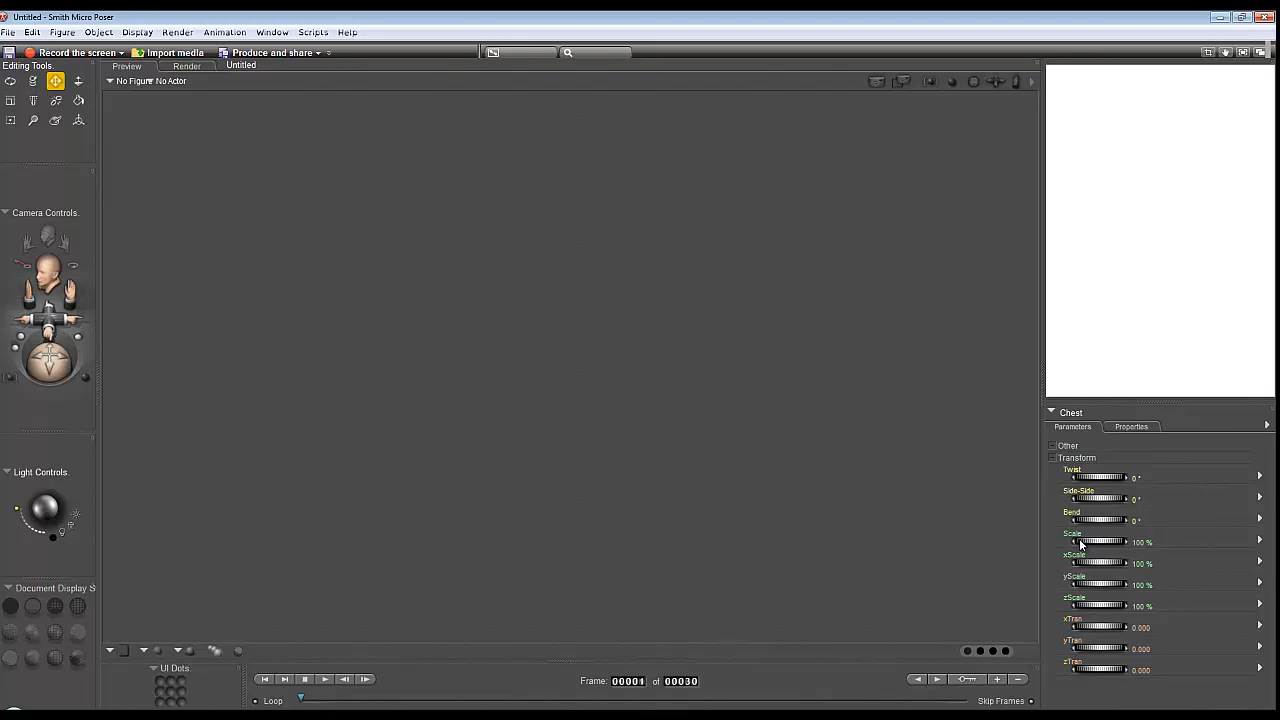 Untitled - Smith Micro Poser
File Edit Figure Object Display Render Animation Window Scripts Help
Record the screen Import media Produce and share
Editing Tools. Preview Render Untitled
No Figure No Actor
Camera Controls.
Light Controls.
Document Display S
UI Dots
Chest
Parameters Properties
Other
Transform
Twist
0 °
Side-Side
0 °
Bend
0 °
Scale
100 %
xScale
100 %
yScale
100 %
zScale
100 %
xTran
0.000
yTran
0.000
zTran
0.000
Frame: 00001 of 00030
Loop
Skip Frames